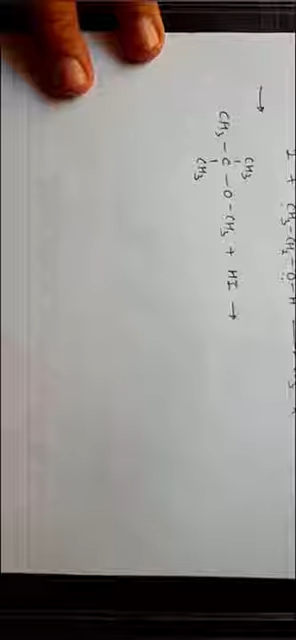 I + CH₃-CH₂-Ö-H
→
CH₃
CH₃ - C - O - CH₃ + HI →
CH₃